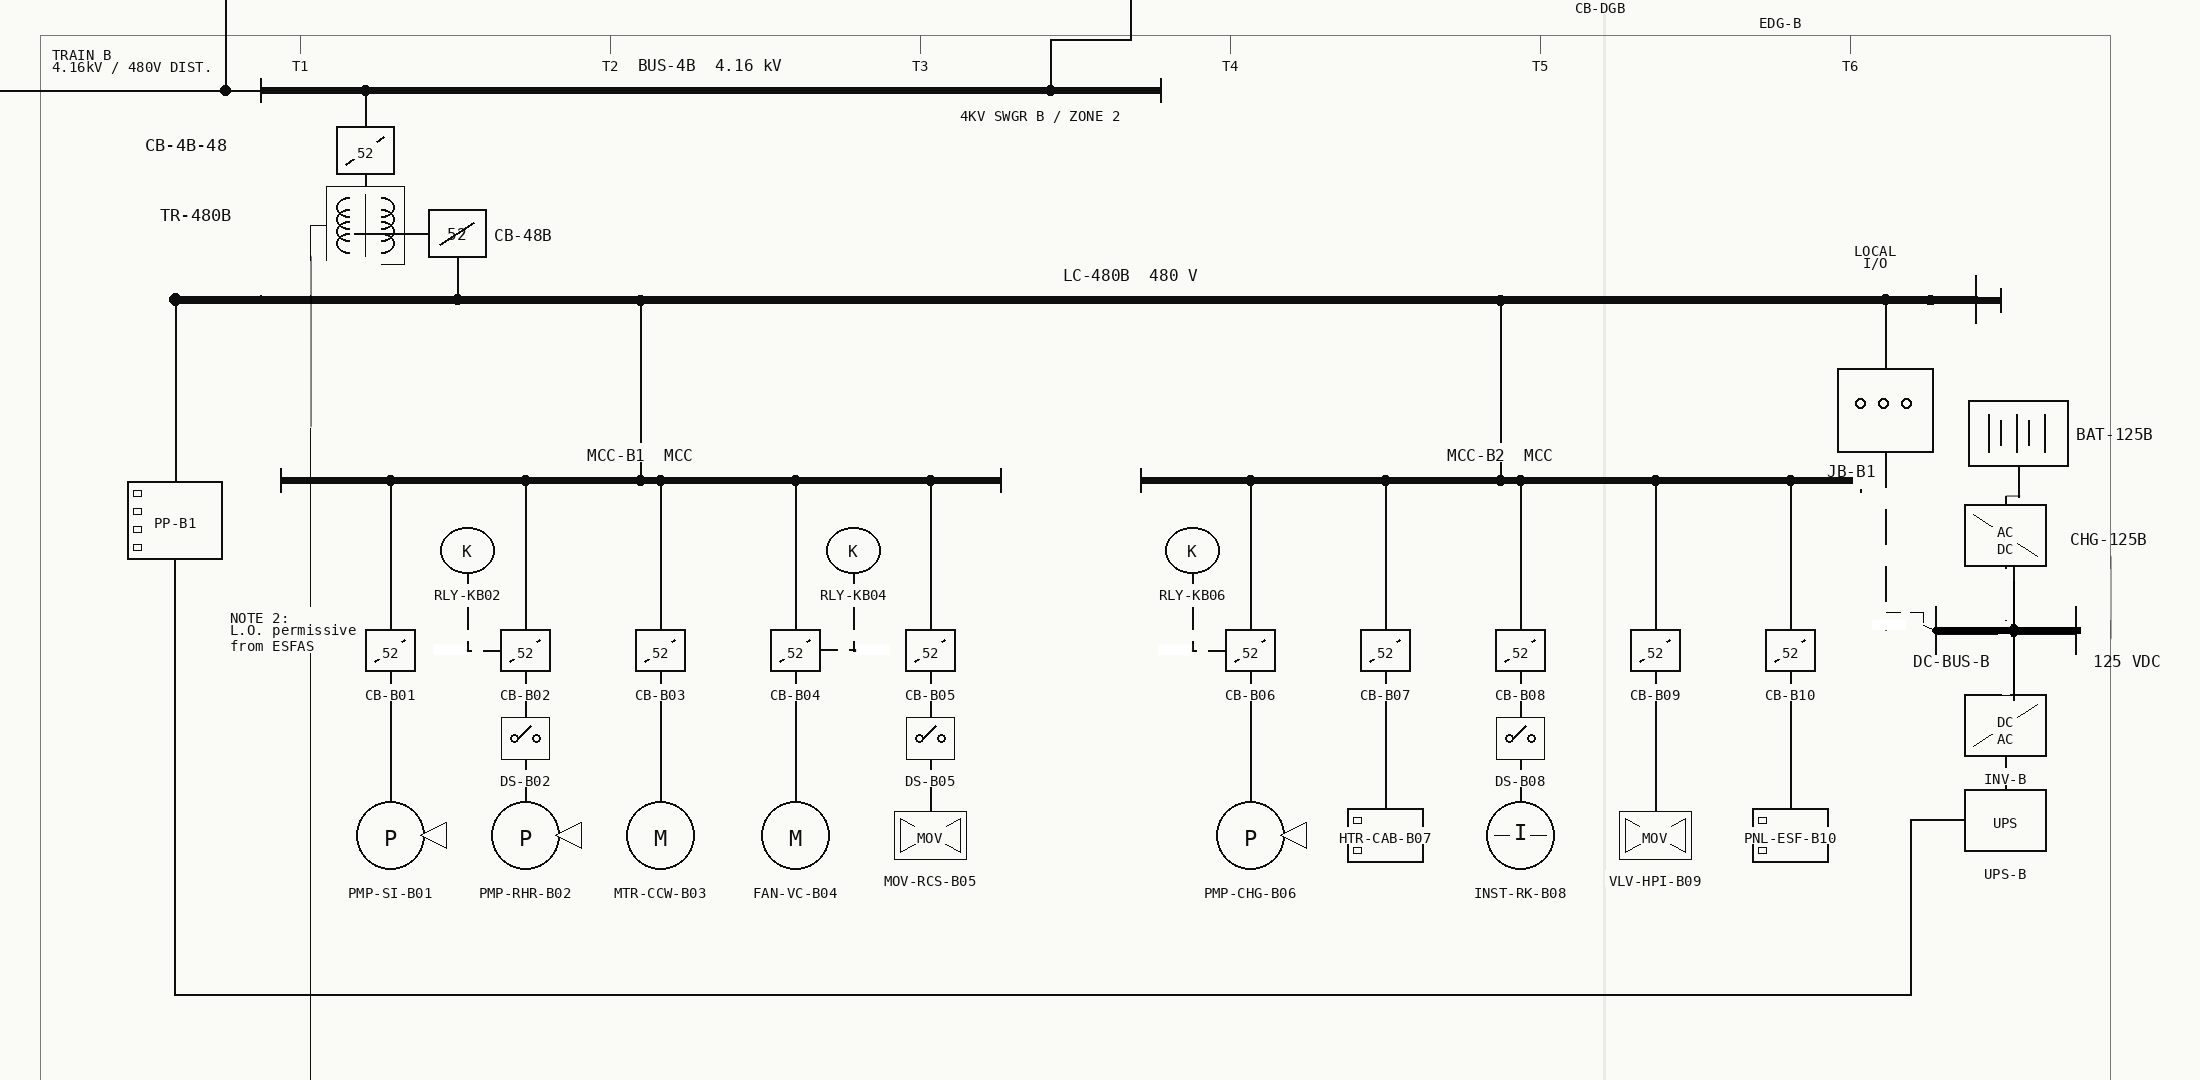 CB-DGB
EDG-B
TRAIN B
4.16kV / 480V DIST.
T1
T2
BUS-4B  4.16 kV
T3
T4
T5
T6
4KV SWGR B / ZONE 2
CB-4B-48
52
TR-480B
52
CB-48B
LOCAL
I/O
LC-480B  480 V
MCC-B1  MCC
MCC-B2  MCC
JB-B1
BAT-125B
PP-B1
AC
DC
CHG-125B
K
K
K
RLY-KB02
RLY-KB04
RLY-KB06
NOTE 2:
L.O. permissive
from ESFAS
52
52
52
52
52
52
52
52
52
52
DC-BUS-B
125 VDC
CB-B01
CB-B02
CB-B03
CB-B04
CB-B05
CB-B06
CB-B07
CB-B08
CB-B09
CB-B10
DC
AC
DS-B02
DS-B05
DS-B08
INV-B
P
P
M
M
MOV
P
HTR-CAB-B07
I
MOV
PNL-ESF-B10
UPS
PMP-SI-B01
PMP-RHR-B02
MTR-CCW-B03
FAN-VC-B04
MOV-RCS-B05
PMP-CHG-B06
INST-RK-B08
VLV-HPI-B09
UPS-B